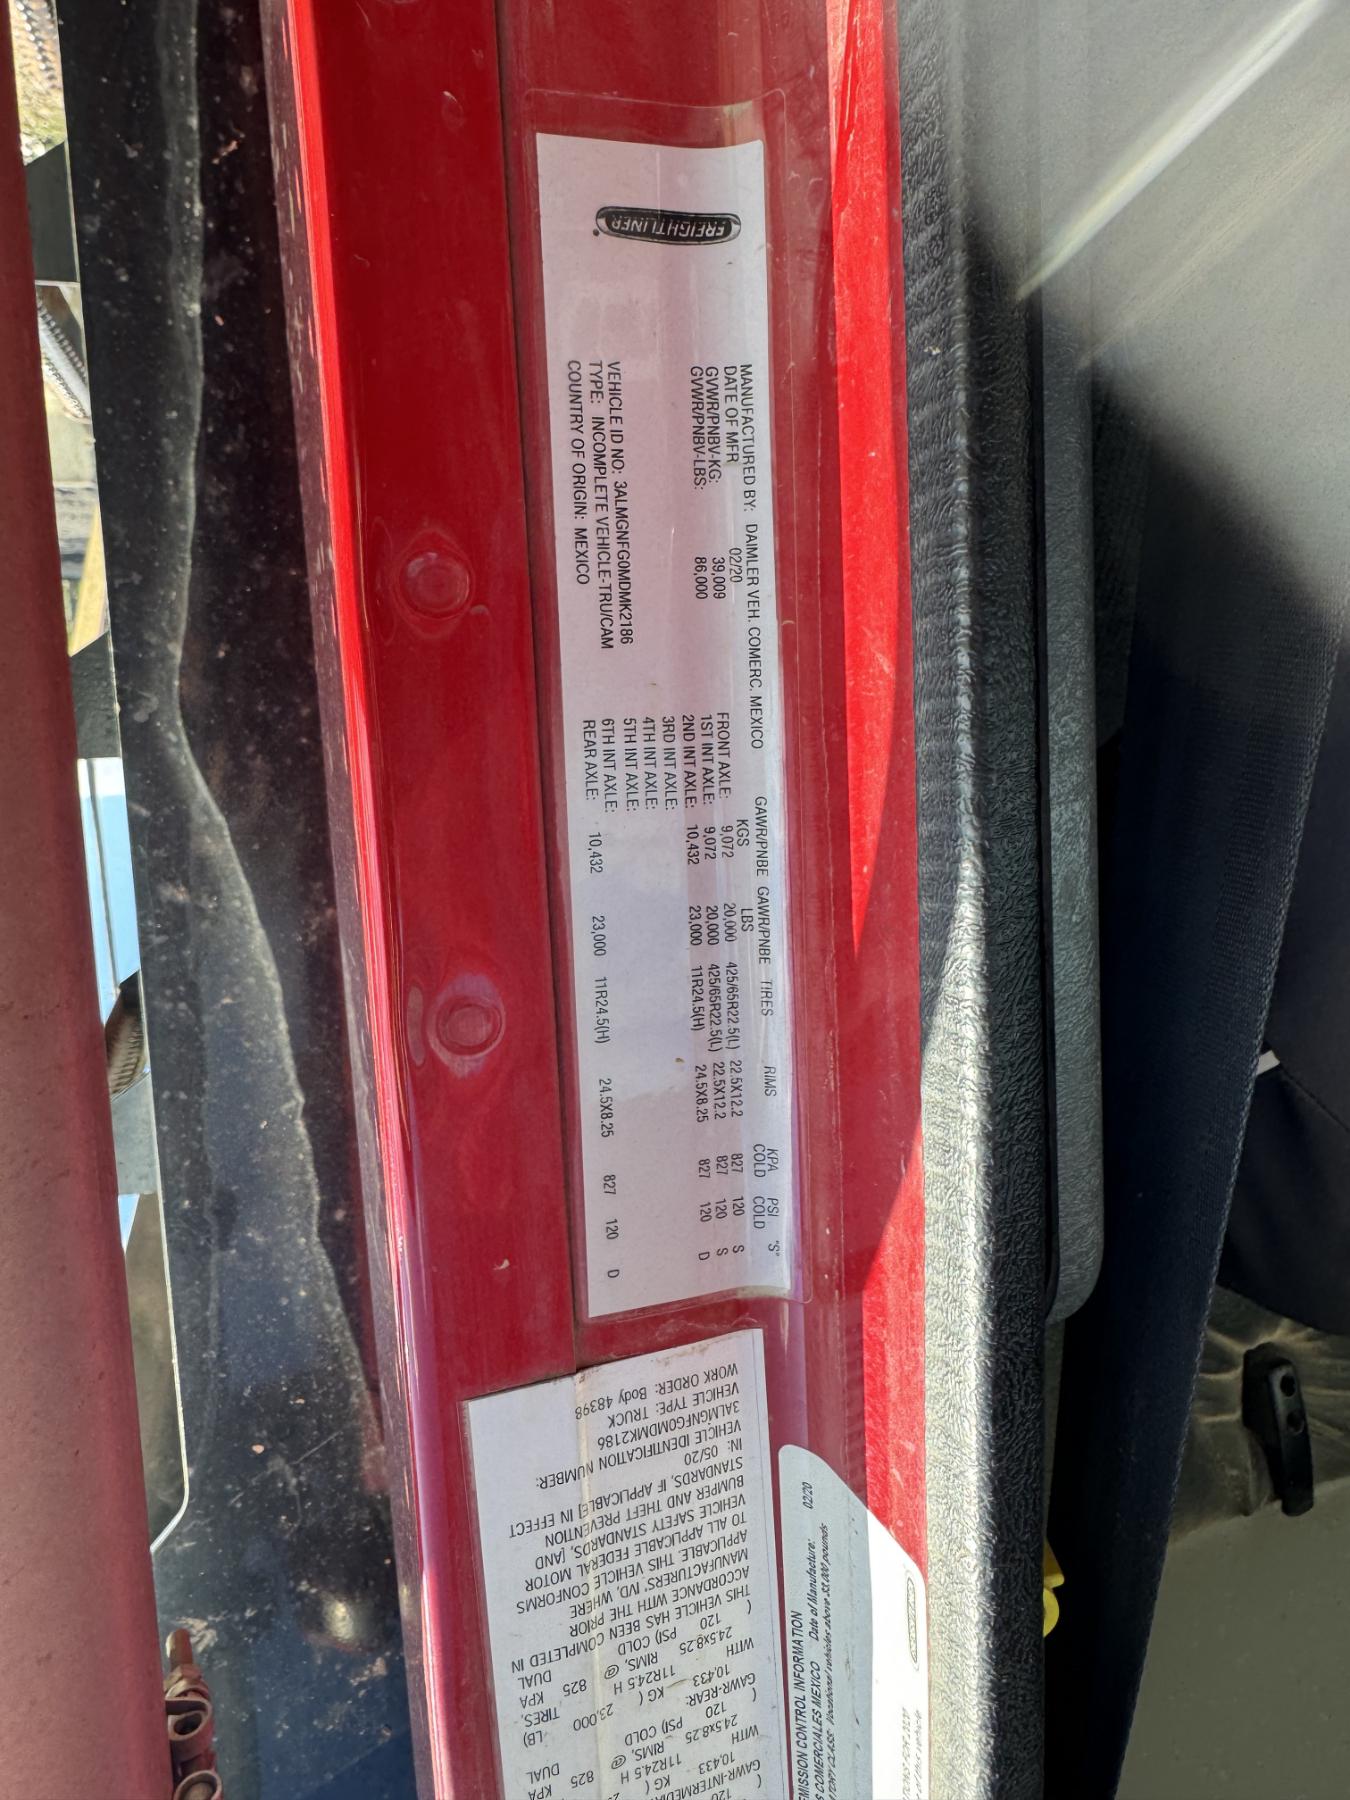 FREIGHTLINER
MANUFACTURED BY: DAIMLER VEH. COMERC. MEXICO
DATE OF MFR 02/20
GVWR/PNBV-KG: 39,009
GVWR/PNBV-LBS: 86,000
VEHICLE ID NO: 3ALMGNFG0MDMK2186
TYPE: INCOMPLETE VEHICLE-TRU/CAM
COUNTRY OF ORIGIN: MEXICO
GAWR/PNBE GAWR/PNBE TIRES RIMS KPA PSI "S"
KGS LBS COLD COLD
FRONT AXLE: 9,072 20,000 425/65R22.5(L) 22.5X12.2 827 120 S
1ST INT AXLE: 9,072 20,000 425/65R22.5(L) 22.5X12.2 827 120 S
2ND INT AXLE: 10,432 23,000 11R24.5(H) 24.5X8.25 827 120 D
3RD INT AXLE:
4TH INT AXLE:
5TH INT AXLE:
6TH INT AXLE:
REAR AXLE: 10,432 23,000 11R24.5(H) 24.5X8.25 827 120 D
GAWR-INTERMEDIA
10,433 KG (
WITH 11R24.5 H
24.5x8.25 RIMS, @ 825 KPA
( 120 PSI) COLD DUAL
GAWR-REAR:
10,433 KG ( 23,000 LB)
WITH 11R24.5 H TIRES,
24.5x8.25 RIMS, @ 825 KPA
( 120 PSI) COLD DUAL
THIS VEHICLE HAS BEEN COMPLETED IN
ACCORDANCE WITH THE PRIOR
MANUFACTURERS' IVD, WHERE
APPLICABLE. THIS VEHICLE CONFORMS
TO ALL APPLICABLE FEDERAL MOTOR
VEHICLE SAFETY STANDARDS, [AND
BUMPER AND THEFT PREVENTION
STANDARDS, IF APPLICABLE] IN EFFECT
IN: 05/20
VEHICLE IDENTIFICATION NUMBER:
3ALMGNFG0MDMK2186
VEHICLE TYPE: TRUCK
WORK ORDER: Body 48398
EMISSION CONTROL INFORMATION
S COMERCIALES MEXICO Date of Manufacture: 02/20
TORY CLASS: Vocational vehicles above 33,000 pounds